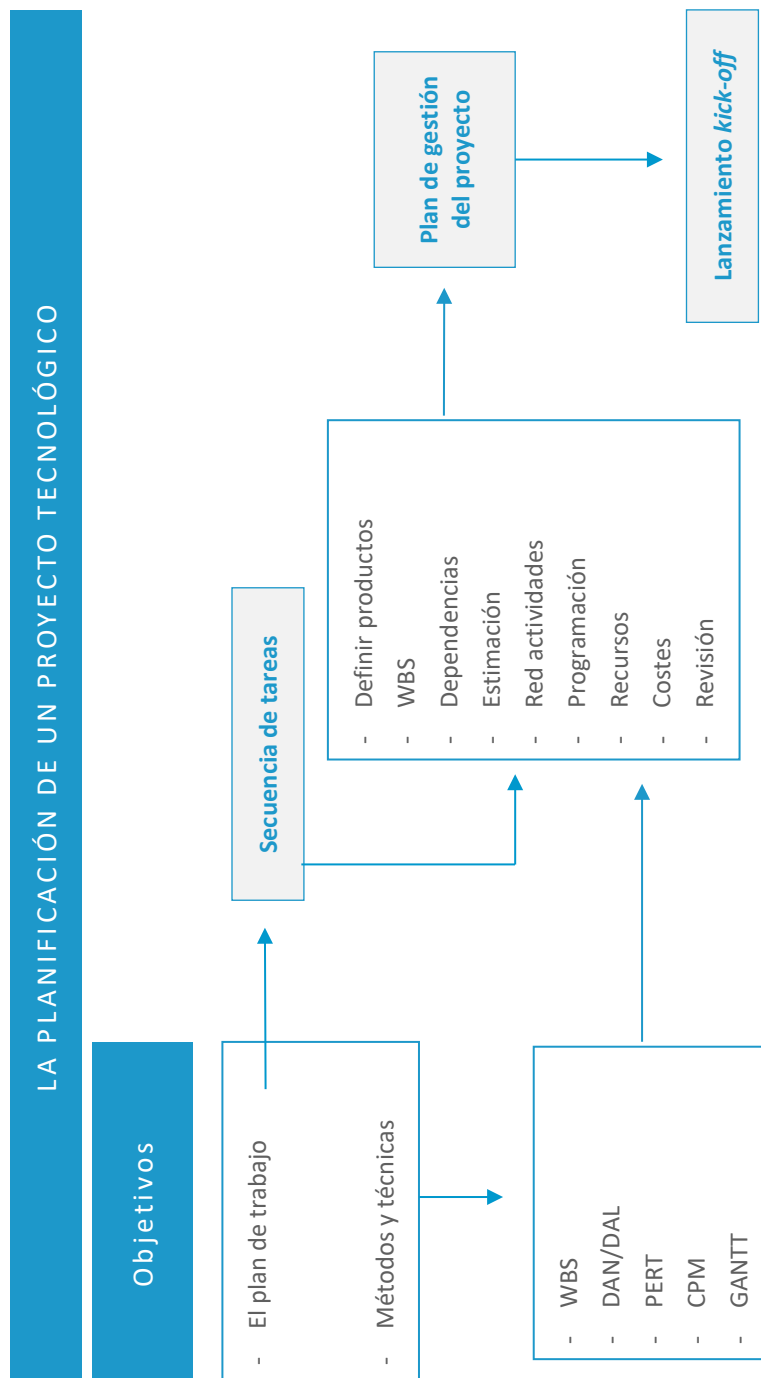 LA PLANIFICACIÓN DE UN PROYECTO TECNOLÓGICO
Objetivos
- El plan de trabajo
- Métodos y técnicas
- WBS
- DAN/DAL
- PERT
- CPM
- GANTT
Secuencia de tareas
- Definir productos
- WBS
- Dependencias
- Estimación
- Red actividades
- Programación
- Recursos
- Costes
- Revisión
Plan de gestión
del proyecto
Lanzamiento kick-off